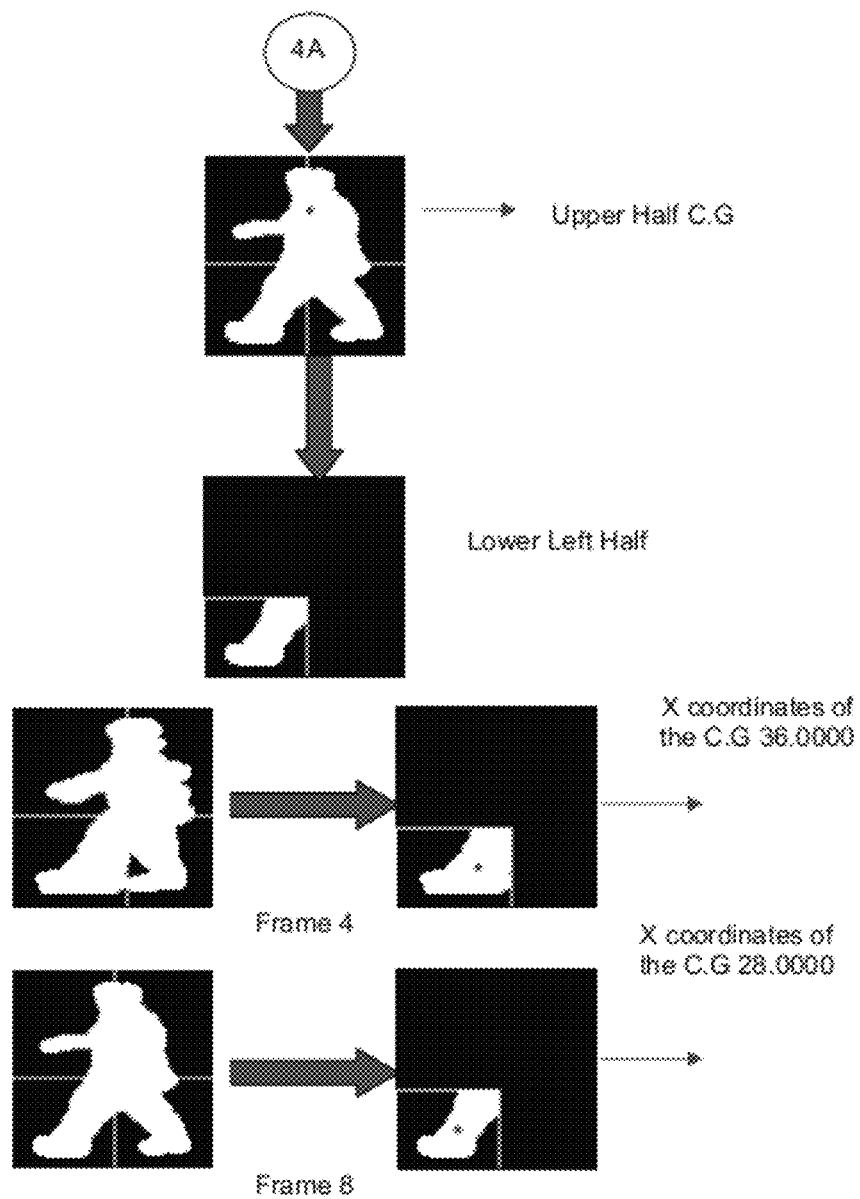 4A
Upper Half C.G
Lower Left Half
X coordinates of
the C.G 36.0000
Frame 4
X coordinates of
the C.G 28.0000
Frame 8